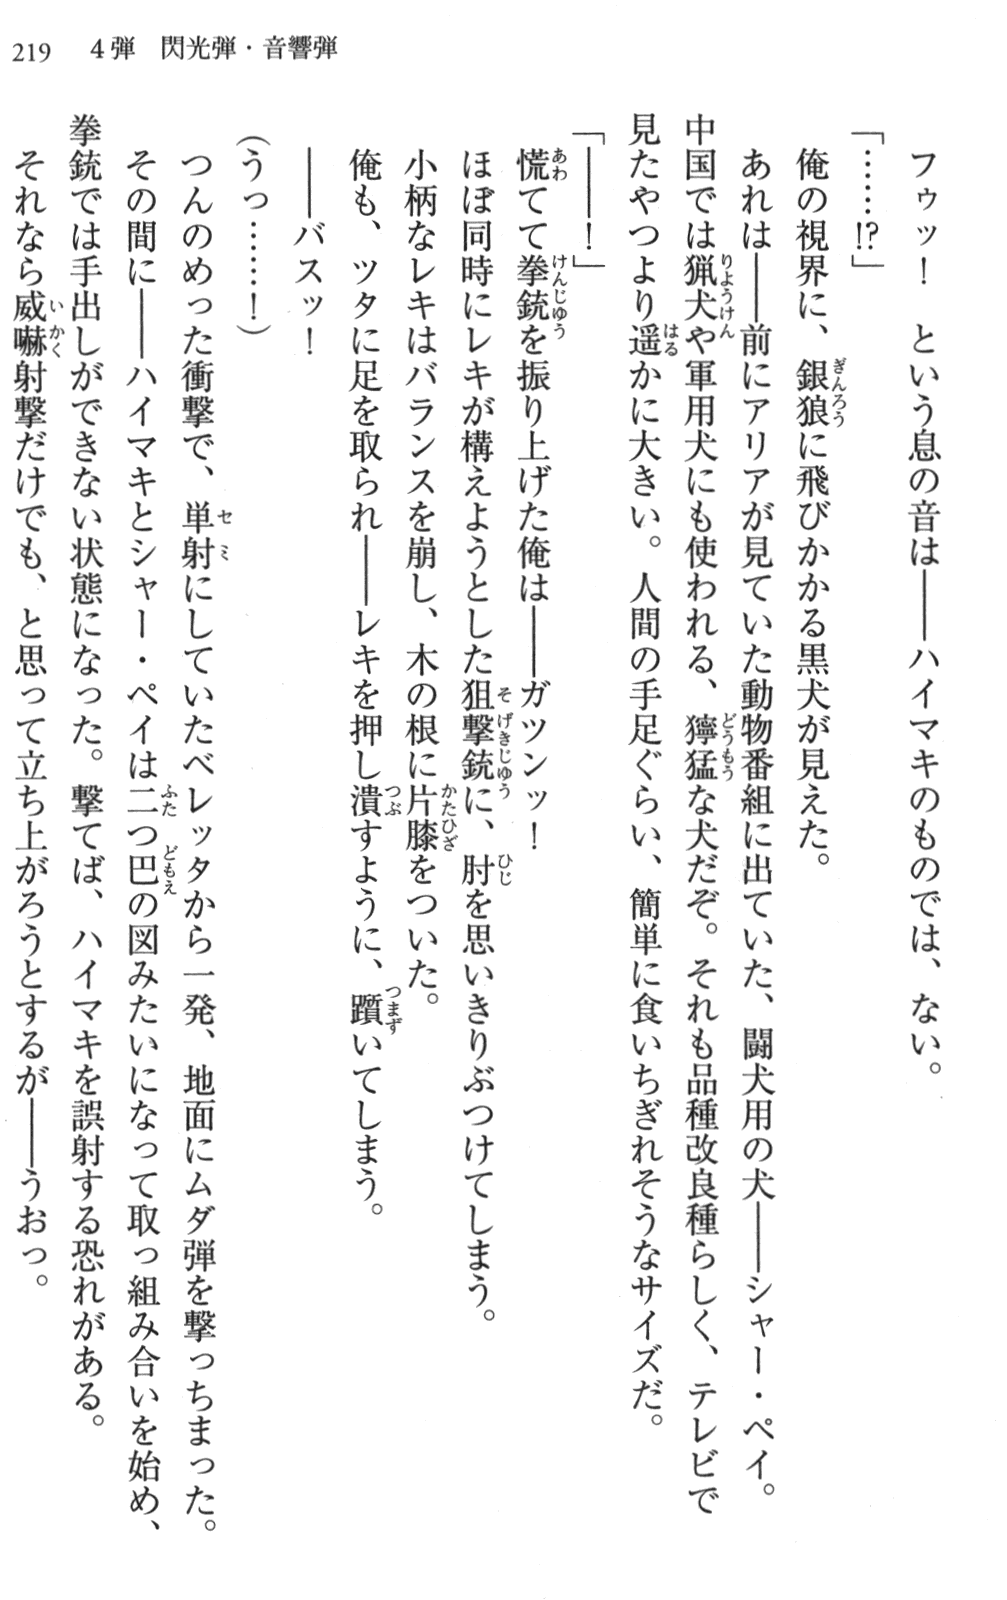 219　4弾　閃光弾・音響弾
フゥッ！　という息の音は――ハイマキのものでは、ない。
「……!?」
俺の視界に、銀狼に飛びかかる黒犬が見えた。
あれは――前にアリアが見ていた動物番組に出ていた、闘犬用の犬――シャー・ペイ。
中国では猟犬や軍用犬にも使われる、獰猛な犬だぞ。それも品種改良種らしく、テレビで
見たやつより遥かに大きい。人間の手足ぐらい、簡単に食いちぎれそうなサイズだ。
「――！」
慌てて拳銃を振り上げた俺は――ガツンッ！
ほぼ同時にレキが構えようとした狙撃銃に、肘を思いきりぶつけてしまう。
小柄なレキはバランスを崩し、木の根に片膝をついた。
俺も、ツタに足を取られ――レキを押し潰すように、躓いてしまう。
――バスッ！
（うっ……！）
つんのめった衝撃で、単射にしていたベレッタから一発、地面にムダ弾を撃っちまった。
その間に――ハイマキとシャー・ペイは二つ巴の図みたいになって取っ組み合いを始め、
拳銃では手出しができない状態になった。撃てば、ハイマキを誤射する恐れがある。
それなら威嚇射撃だけでも、と思って立ち上がろうとするが――うおっ。